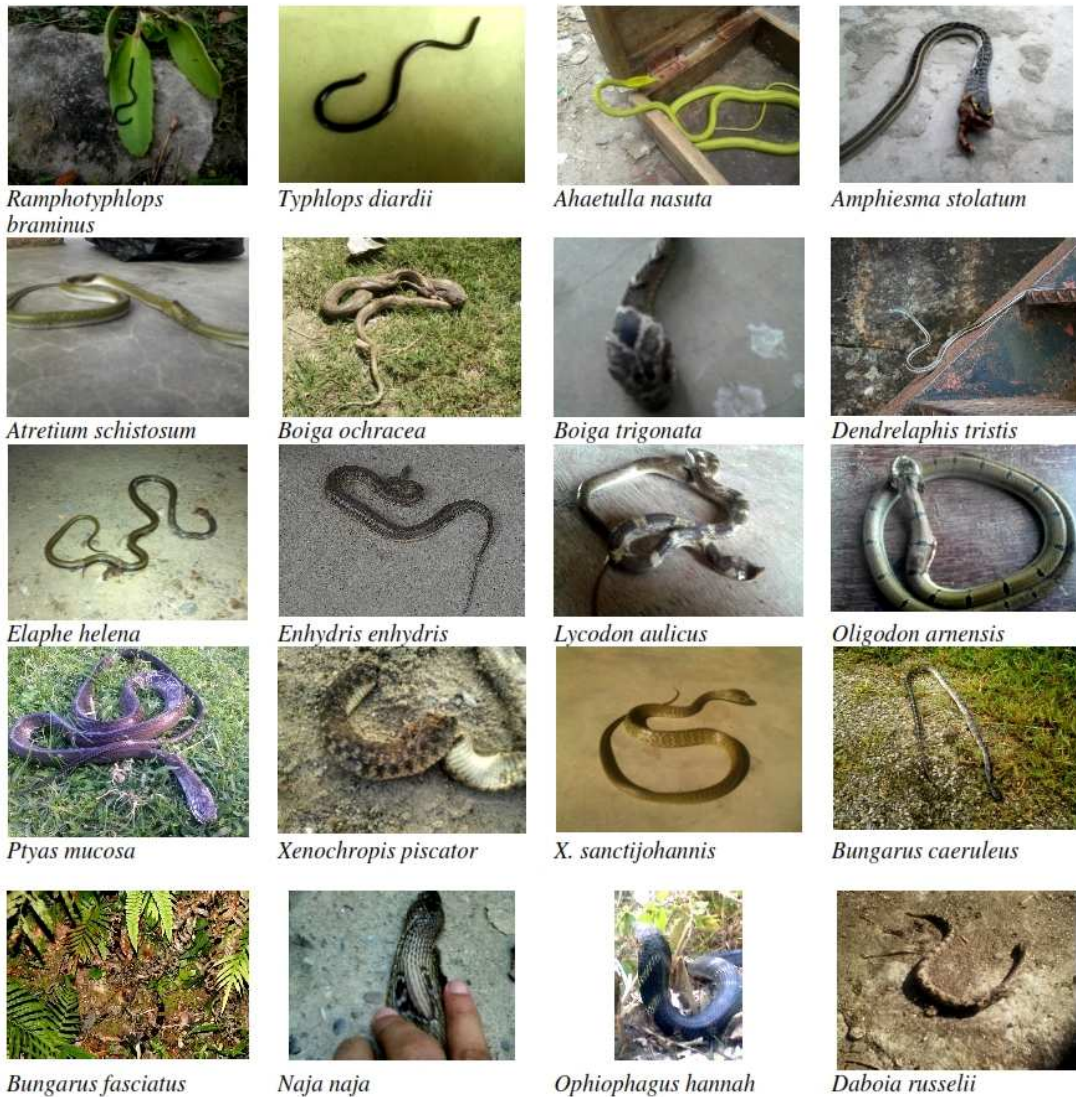 Ramphotyphlops
braminus
Typhlops diardii
Ahaetulla nasuta
Amphiesma stolatum
Atretium schistosum
Boiga ochracea
Boiga trigonata
Dendrelaphis tristis
Elaphe helena
Enhydris enhydris
Lycodon aulicus
Oligodon arnensis
Ptyas mucosa
Xenochropis piscator
X. sanctijohannis
Bungarus caeruleus
Bungarus fasciatus
Naja naja
Ophiophagus hannah
Daboia russelii